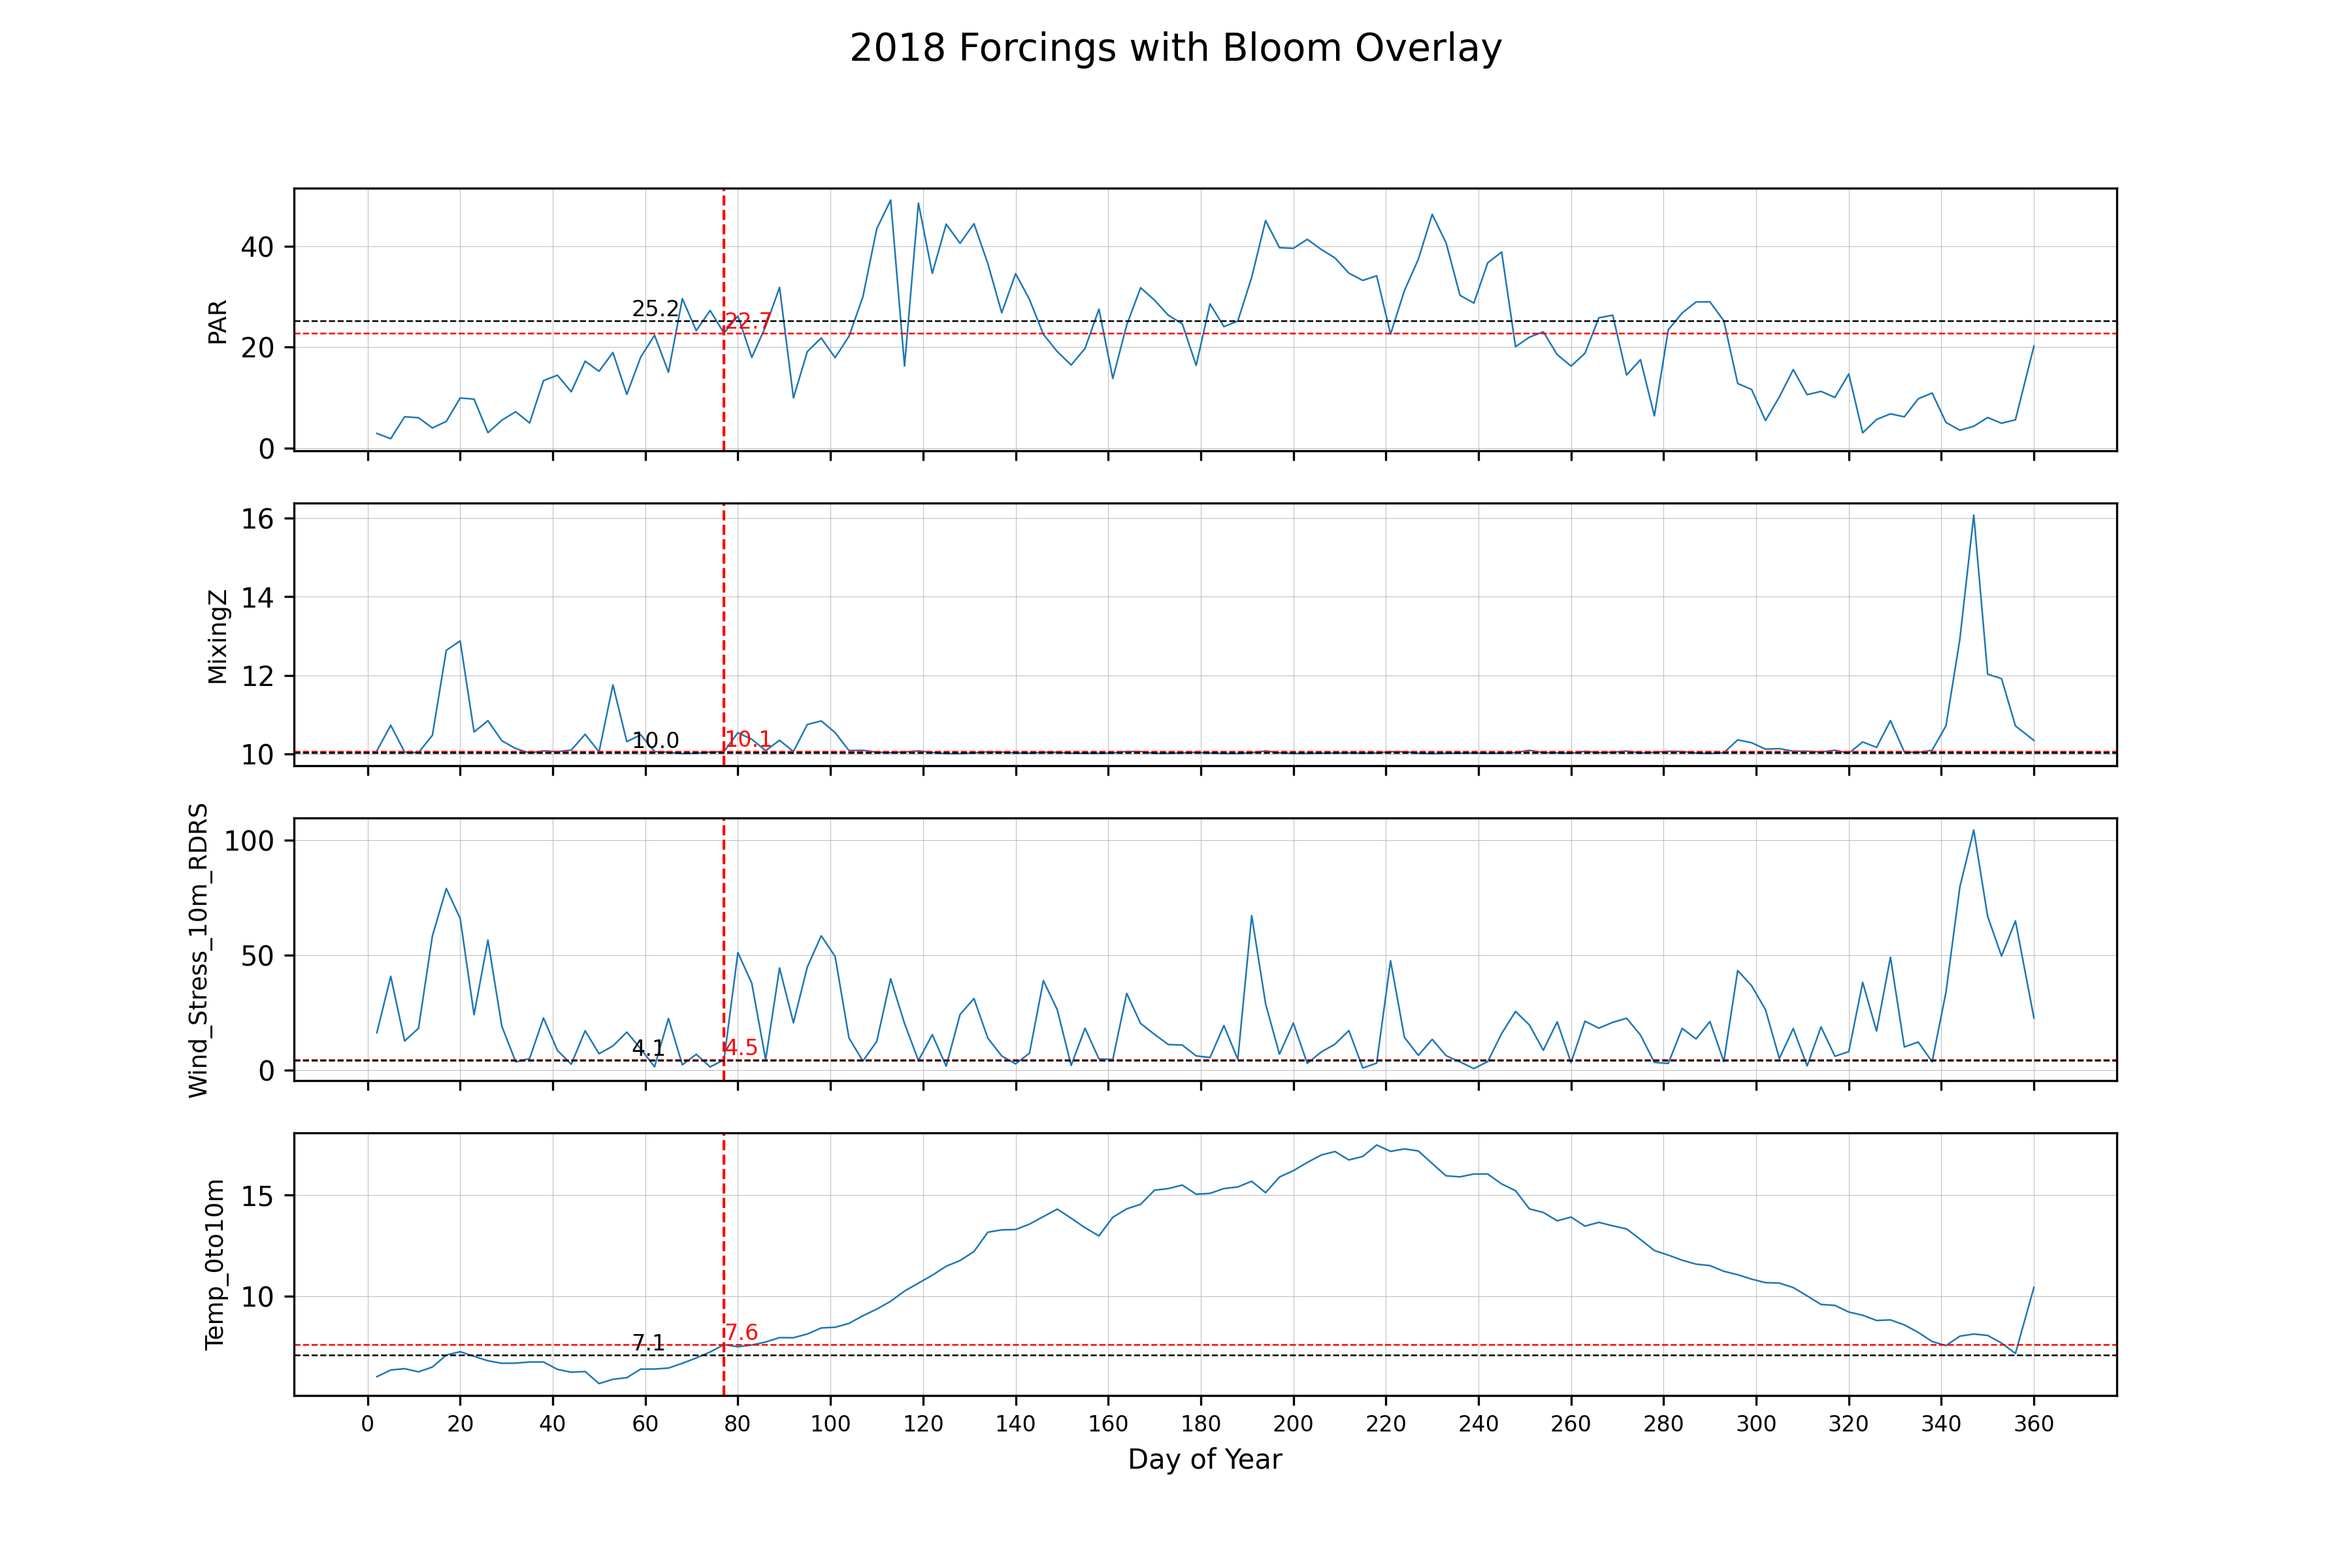 2018 Forcings with Bloom Overlay
PAR
40
20
0
25.2
22.7
MixingZ
16
14
12
10
10.0
10.1
Wind_Stress_10m_RDRS
100
50
0
4.1
4.5
Temp_0to10m
15
10
7.1
7.6
0 20 40 60 80 100 120 140 160 180 200 220 240 260 280 300 320 340 360
Day of Year